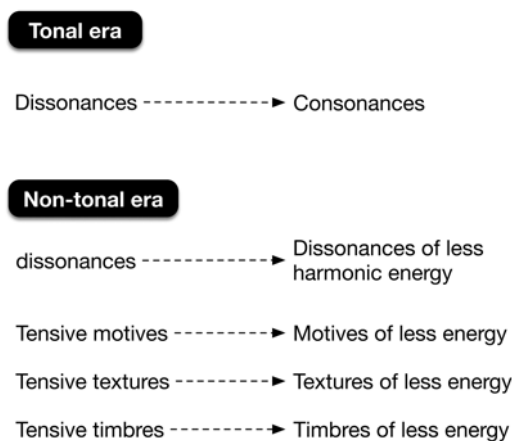 Tonal era
Dissonances Consonances
Non-tonal era
dissonances Dissonances of less
harmonic energy
Tensive motives Motives of less energy
Tensive textures Textures of less energy
Tensive timbres Timbres of less energy